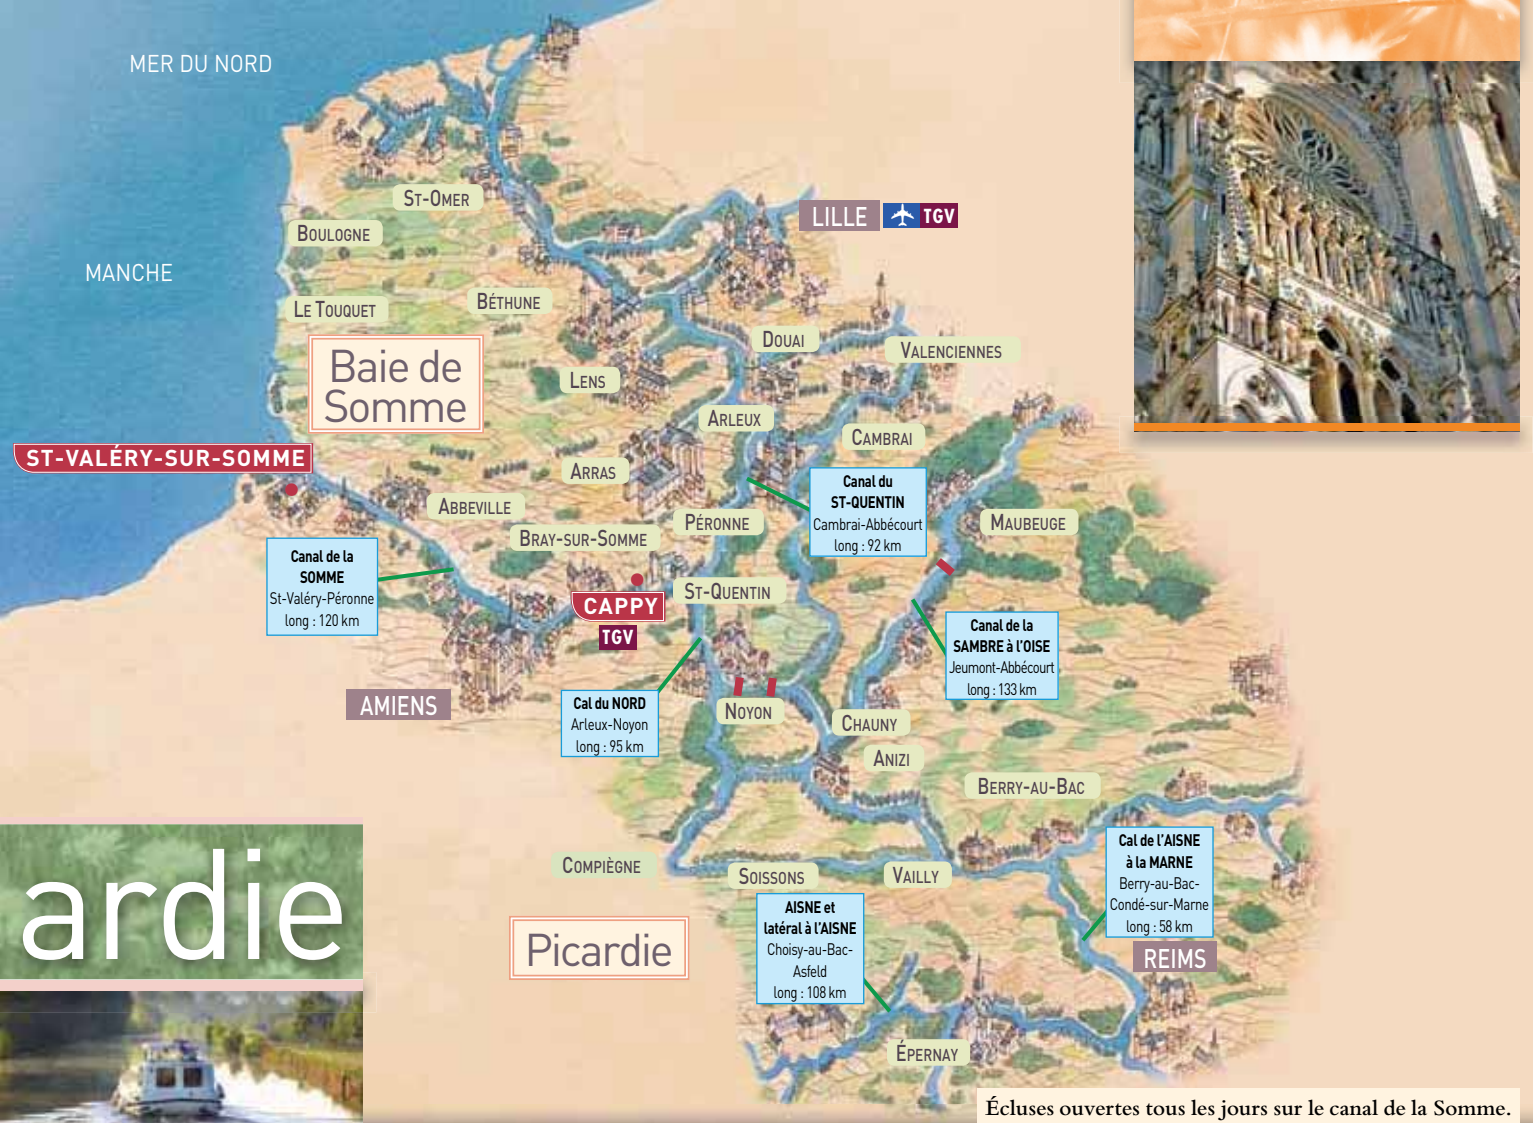 MER DU NORD
MANCHE
ST-OMER
BOULOGNE
LE TOUQUET
BÉTHUNE
LILLE TGV
Baie de
Somme
DOUAI
VALENCIENNES
LENS
ARLEUX
CAMBRAI
ST-VALÉRY-SUR-SOMME
ARRAS
ABBEVILLE
BRAY-SUR-SOMME
PÉRONNE
MAUBEUGE
Canal du
ST-QUENTIN
Cambrai-Abbécourt
long : 92 km
Canal de la
SOMME
St-Valéry-Péronne
long : 120 km
CAPPY
TGV
ST-QUENTIN
Canal de la
SAMBRE à l'OISE
Jeumont-Abbécourt
long : 133 km
AMIENS
Cal du NORD
Arleux-Noyon
long : 95 km
NOYON
CHAUNY
ANIZI
BERRY-AU-BAC
COMPIÈGNE
SOISSONS
VAILLY
Cal de l'AISNE
à la MARNE
Berry-au-Bac-
Condé-sur-Marne
long : 58 km
REIMS
AISNE et
latéral à l'AISNE
Choisy-au-Bac-
Asfeld
long : 108 km
ardie
Picardie
ÉPERNAY
Écluses ouvertes tous les jours sur le canal de la Somme.